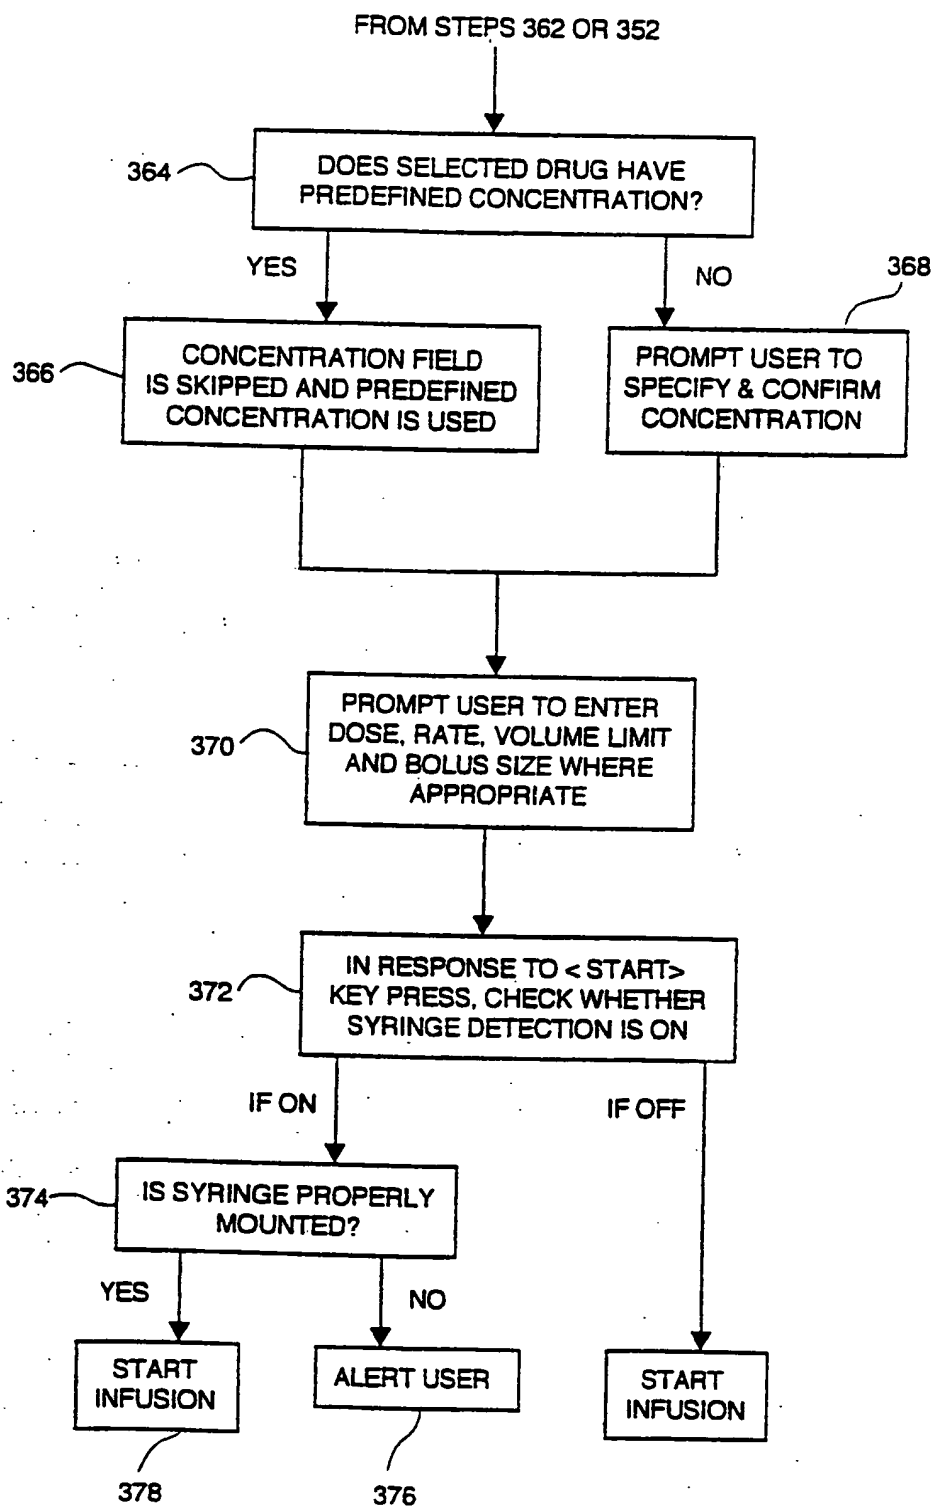 FROM STEPS 362 OR 352
364
DOES SELECTED DRUG HAVE
PREDEFINED CONCENTRATION?
YES
NO
368
366
CONCENTRATION FIELD
IS SKIPPED AND PREDEFINED
CONCENTRATION IS USED
PROMPT USER TO
SPECIFY & CONFIRM
CONCENTRATION
370
PROMPT USER TO ENTER
DOSE, RATE, VOLUME LIMIT
AND BOLUS SIZE WHERE
APPROPRIATE
372
IN RESPONSE TO < START>
KEY PRESS, CHECK WHETHER
SYRINGE DETECTION IS ON
IF ON
IF OFF
374
IS SYRINGE PROPERLY
MOUNTED?
YES
NO
START
INFUSION
ALERT USER
START
INFUSION
378
376